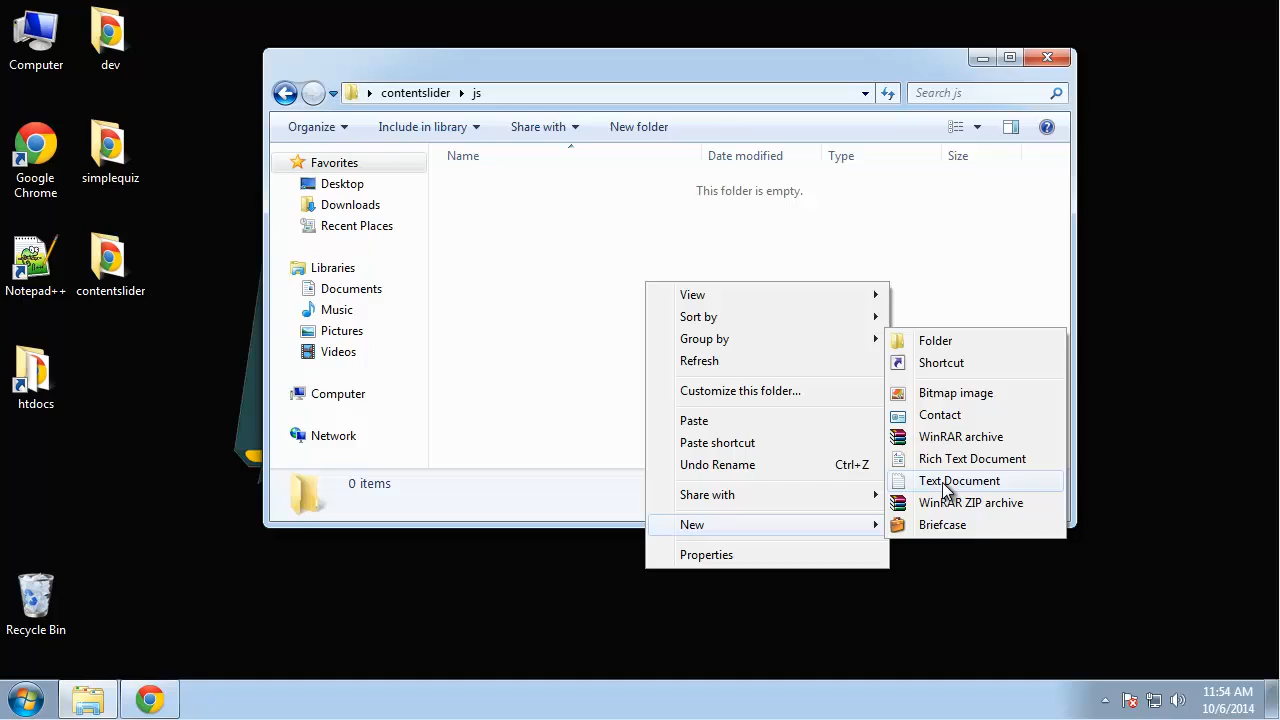 Computer
dev
Google
Chrome
simplequiz
Notepad++
contentslider
htdocs
Recycle Bin
contentslider
js
Search js
Organize
Include in library
Share with
New folder
Name
Date modified
Type
Size
This folder is empty.
Favorites
Desktop
Downloads
Recent Places
Libraries
Documents
Music
Pictures
Videos
Computer
Network
0 items
View
Sort by
Group by
Refresh
Customize this folder...
Paste
Paste shortcut
Undo Rename Ctrl+Z
Share with
New
Properties
Folder
Shortcut
Bitmap image
Contact
WinRAR archive
Rich Text Document
Text Document
WinRAR ZIP archive
Briefcase
11:54 AM
10/6/2014